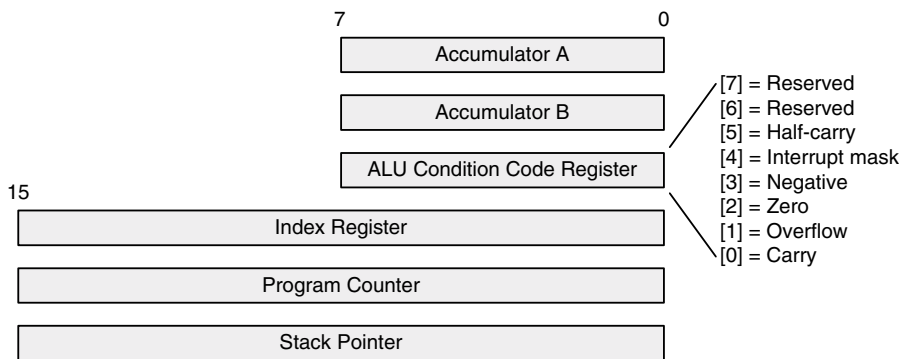 7 0
Accumulator A
Accumulator B
ALU Condition Code Register
[7] = Reserved
[6] = Reserved
[5] = Half-carry
[4] = Interrupt mask
[3] = Negative
[2] = Zero
[1] = Overflow
[0] = Carry
15
Index Register
Program Counter
Stack Pointer